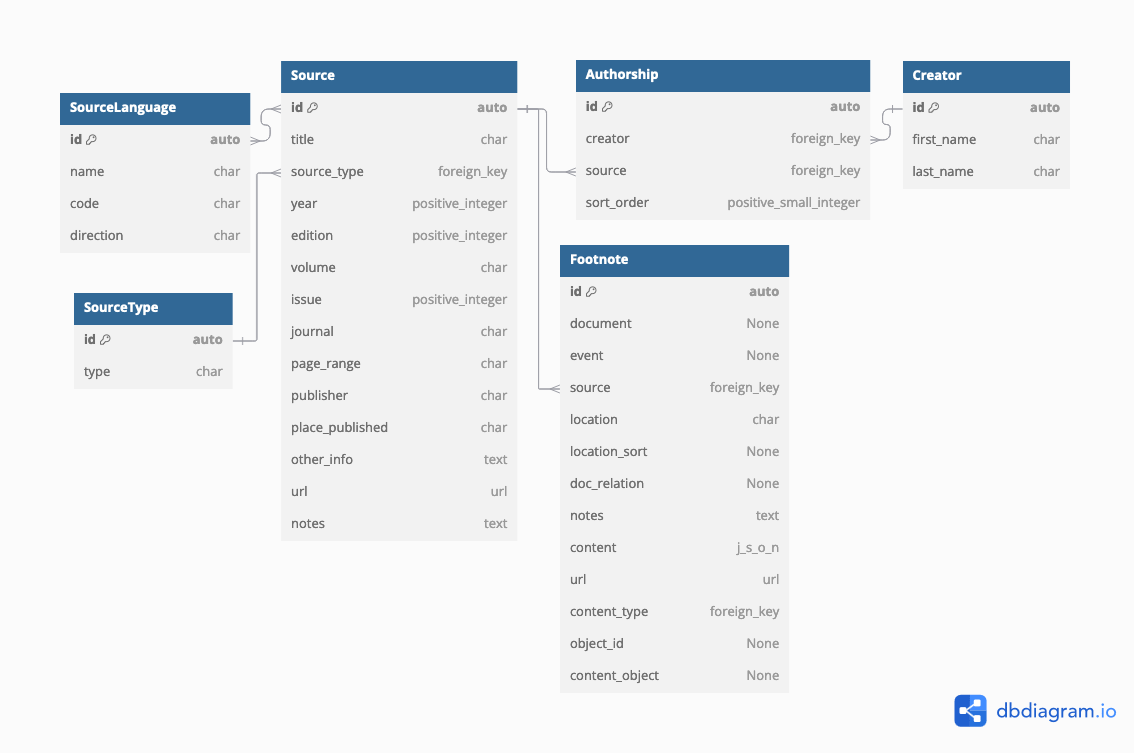 SourceLanguage
id auto
name char
code char
direction char
SourceType
id auto
type char
Source
id auto
title char
source_type foreign_key
year positive_integer
edition positive_integer
volume char
issue positive_integer
journal char
page_range char
publisher char
place_published char
other_info text
url url
notes text
Authorship
id auto
creator foreign_key
source foreign_key
sort_order positive_small_integer
Creator
id auto
first_name char
last_name char
Footnote
id auto
document None
event None
source foreign_key
location char
location_sort None
doc_relation None
notes text
content j_s_o_n
url url
content_type foreign_key
object_id None
content_object None
dbdiagram.io